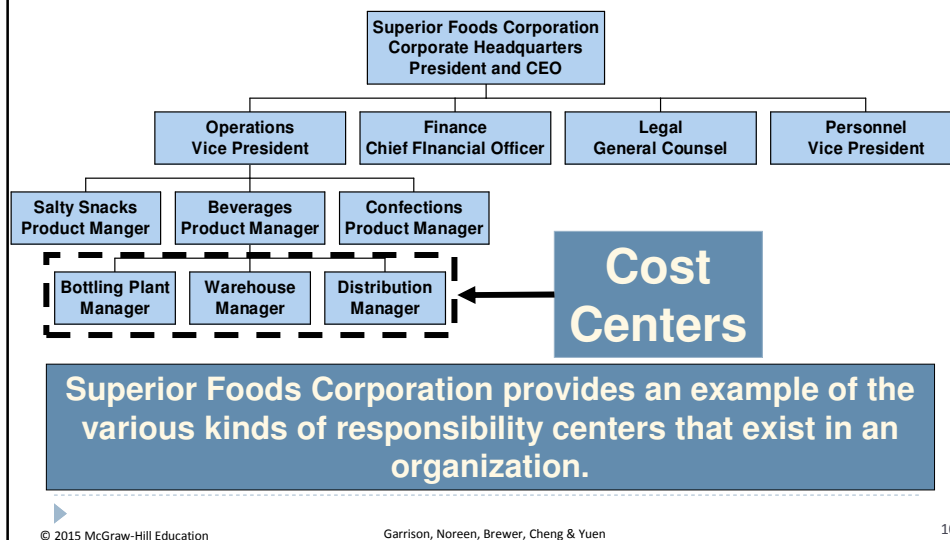 Superior Foods Corporation
Corporate Headquarters
President and CEO
Operations
Vice President
Finance
Chief FInancial Officer
Legal
General Counsel
Personnel
Vice President
Salty Snacks
Product Manger
Beverages
Product Manager
Confections
Product Manager
Bottling Plant
Manager
Warehouse
Manager
Distribution
Manager
Cost
Centers
Superior Foods Corporation provides an example of the
various kinds of responsibility centers that exist in an
organization.
© 2015 McGraw-Hill Education
Garrison, Noreen, Brewer, Cheng & Yuen